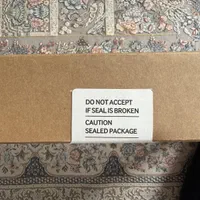 DO NOT ACCEPT
IF SEAL IS BROKEN
CAUTION
SEALED PACKAGE